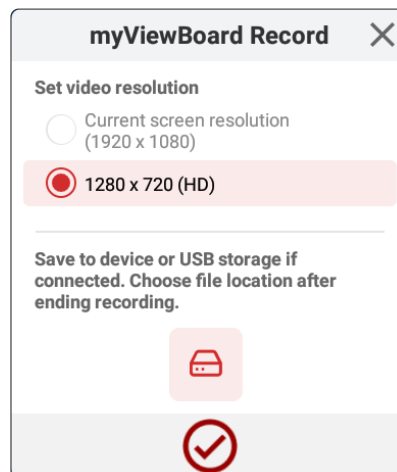 myViewBoard Record
Set video resolution
Current screen resolution
(1920 x 1080)
1280 x 720 (HD)
Save to device or USB storage if
connected. Choose file location after
ending recording.